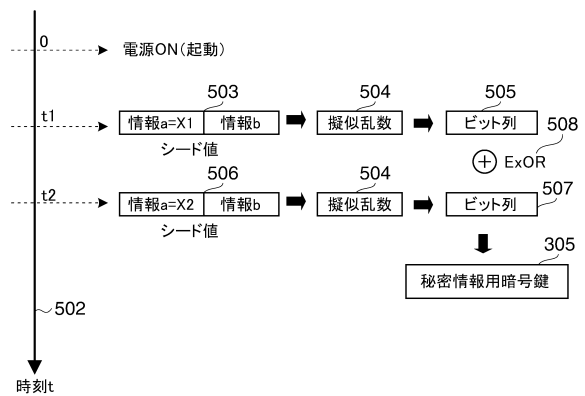 0
電源ON(起動)
503
504
505
t1
情報a=X1
情報b
擬似乱数
ビット列
シード値
508
ExOR
506
504
507
t2
情報a=X2
情報b
擬似乱数
ビット列
シード値
305
秘密情報用暗号鍵
502
時刻t